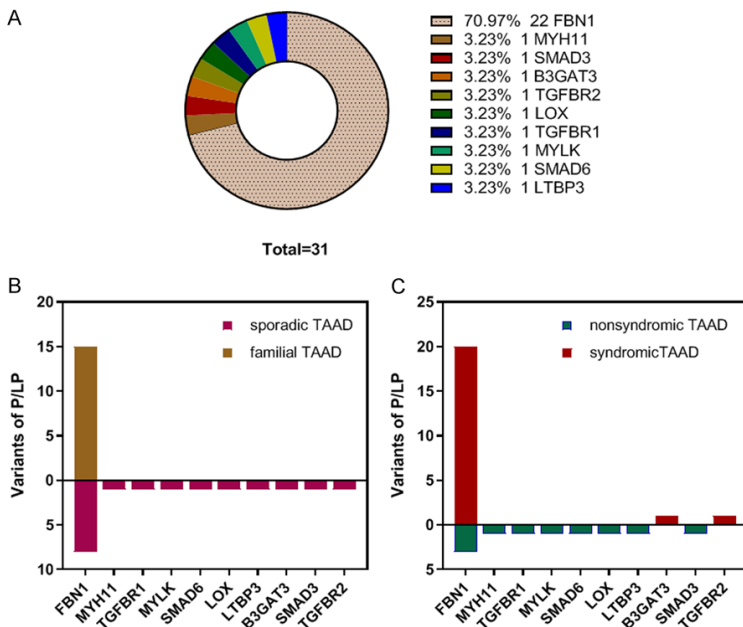 A
70.97% 22 FBN1
3.23% 1 MYH11
3.23% 1 SMAD3
3.23% 1 B3GAT3
3.23% 1 TGFBR2
3.23% 1 LOX
3.23% 1 TGFBR1
3.23% 1 MYLK
3.23% 1 SMAD6
3.23% 1 LTBP3
Total=31
B
Variants of P/LP
20
15
10
5
0
5
10
sporadic TAAD
familial TAAD
FBN1
MYH11
TGFBR1
MYLK
SMAD6
LOX
LTBP3
B3GAT3
SMAD3
TGFBR2
C
Variants of P/LP
25
20
15
10
5
0
5
nonsyndromic TAAD
syndromicTAAD
FBN1
MYH11
TGFBR1
MYLK
SMAD6
LOX
LTBP3
B3GAT3
SMAD3
TGFBR2